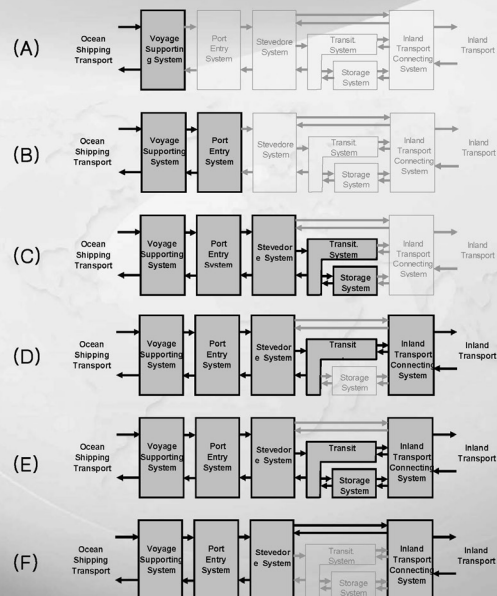 (A)
Ocean
Shipping
Transport
Voyage
Supportin
g System
Port
Entry
System
Stevedore
System
Transit.
System
Storage
System
Inland
Transport
Connecting
System
Inland
Transport
(B)
Ocean
Shipping
Transport
Voyage
Supporting
System
Port
Entry
System
Stevedore
System
Transit.
System
Storage
System
Inland
Transport
Connecting
System
Inland
Transport
(C)
Ocean
Shipping
Transport
Voyage
Supporting
System
Port
Entry
System
Stevedor
e System
Transit.
System
Storage
System
Inland
Transport
Connecting
System
Inland
Transport
(D)
Ocean
Shipping
Transport
Voyage
Supporting
System
Port
Entry
System
Stevedor
e System
Transit
Storage
System
Inland
Transport
Connecting
System
Inland
Transport
(E)
Ocean
Shipping
Transport
Voyage
Supporting
System
Port
Entry
System
Stevedor
e System
Transit
Storage
System
Inland
Transport
Connecting
System
Inland
Transport
(F)
Ocean
Shipping
Transport
Voyage
Supporting
System
Port
Entry
System
Stevedor
e System
Transit
System
Storage
System
Inland
Transport
Connecting
System
Inland
Transport